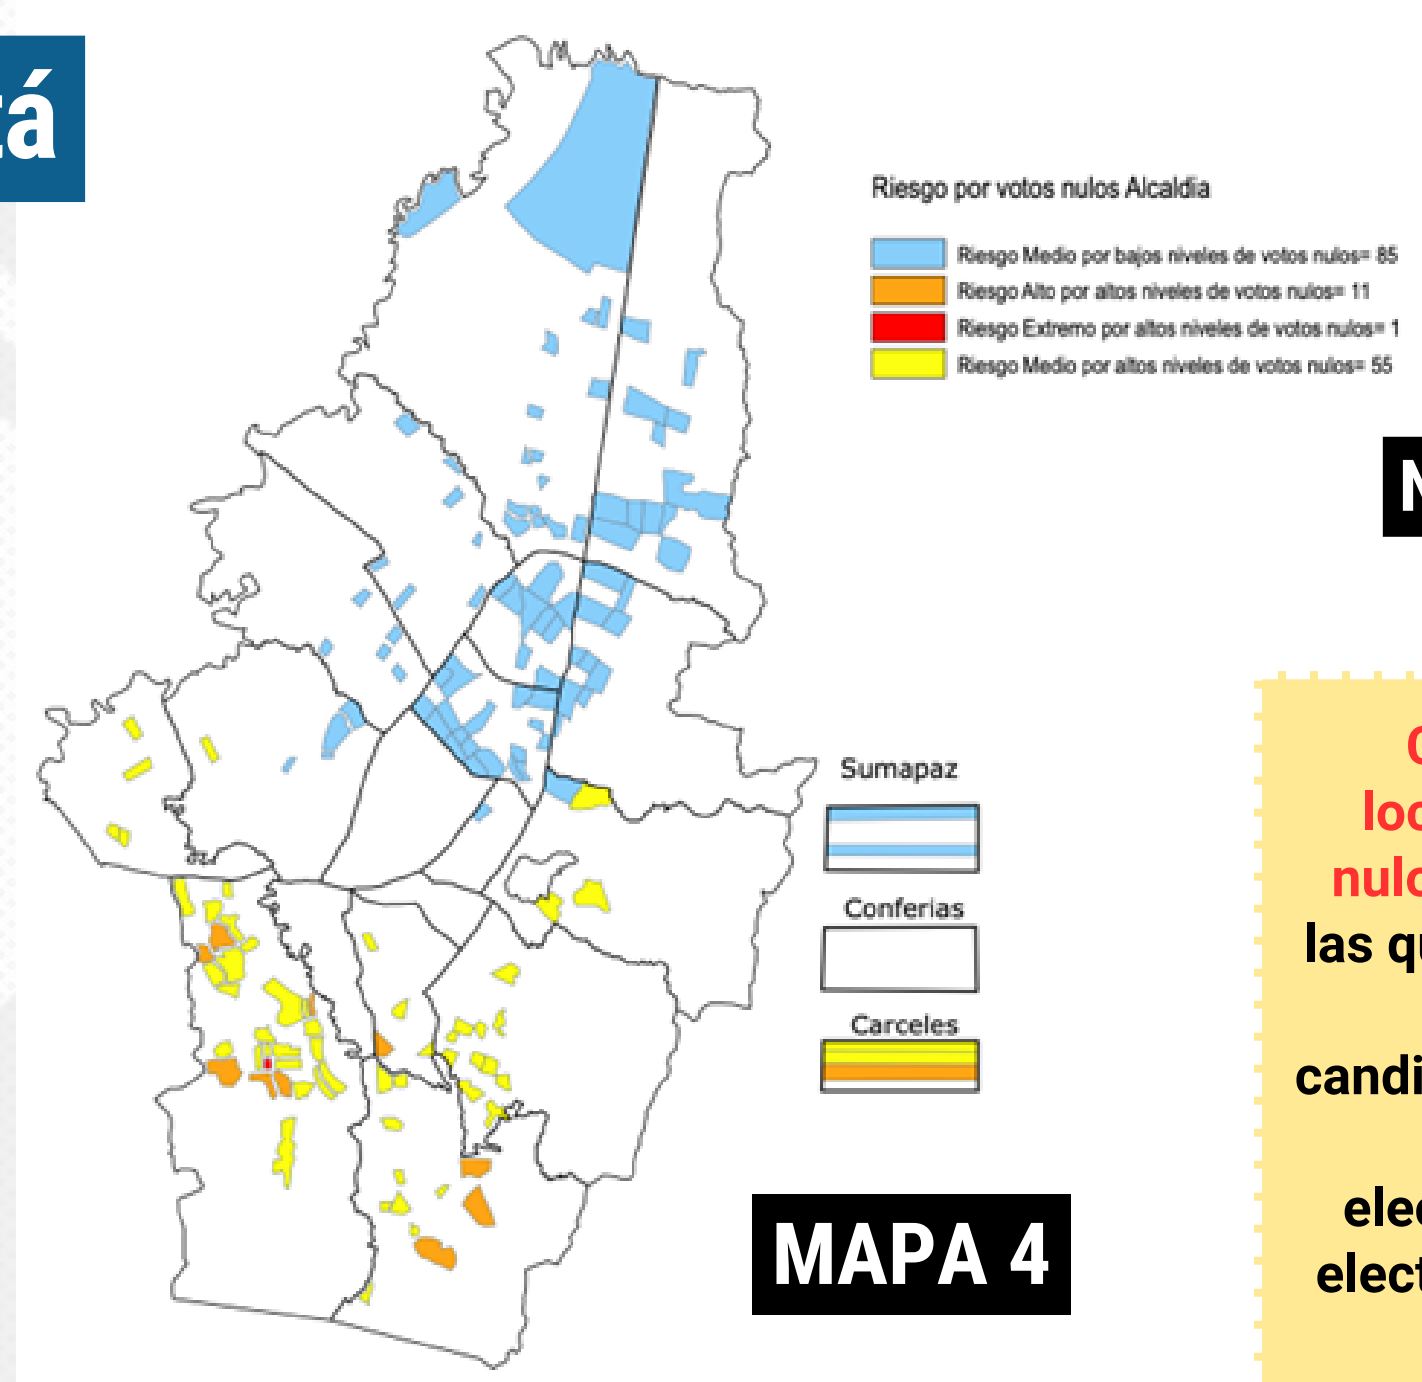 tá
Riesgo por votos nulos Alcaldia
Riesgo Medio por bajos niveles de votos nulos= 85
Riesgo Alto por altos niveles de votos nulos= 11
Riesgo Extremo por altos niveles de votos nulos= 1
Riesgo Medio por altos niveles de votos nulos= 55
Sumapaz
Conferias
Carceles
MAPA 4
loc
nulo
las qu
candi
elec
elect